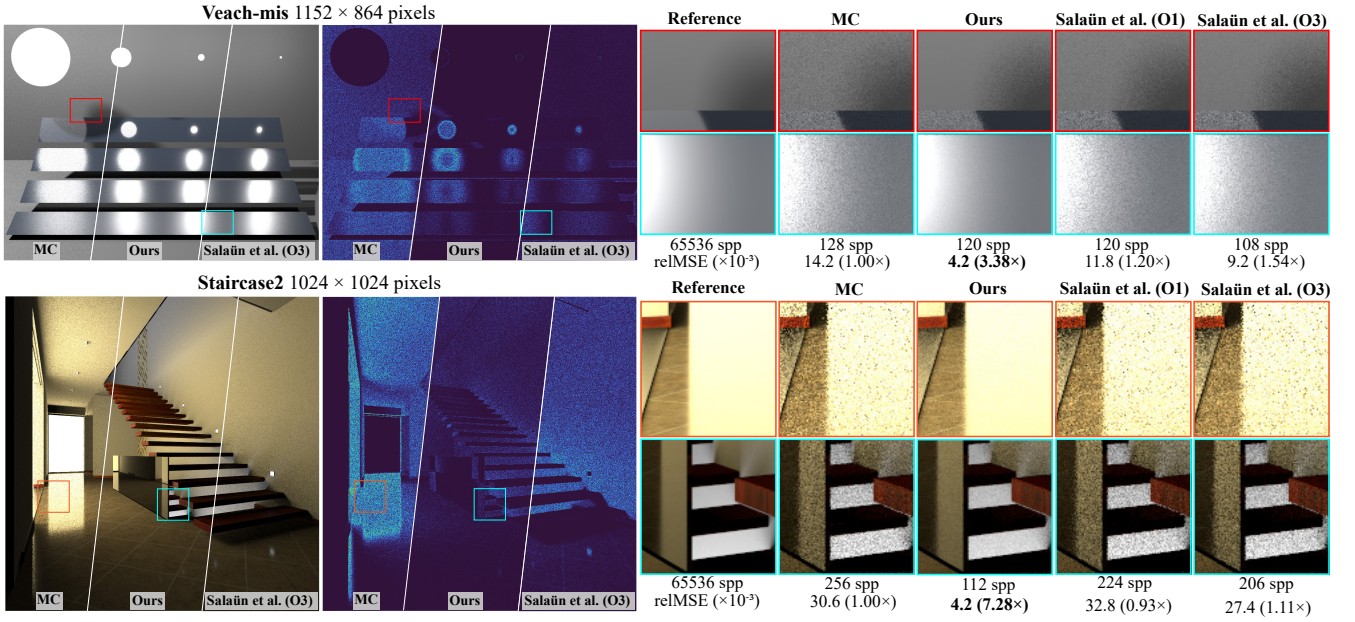 Veach-mis 1152 × 864 pixels
MC
Ours
Salaün et al. (O3)
MC
Ours
Salaün et al. (O3)
Reference MC Ours Salaün et al. (O1) Salaün et al. (O3)
65536 spp 128 spp 120 spp 120 spp 108 spp
relMSE (×10⁻³) 14.2 (1.00×) 4.2 (3.38×) 11.8 (1.20×) 9.2 (1.54×)
Staircase2 1024 × 1024 pixels
MC
Ours
Salaün et al. (O3)
MC
Ours
Salaün et al. (O3)
Reference MC Ours Salaün et al. (O1) Salaün et al. (O3)
65536 spp 256 spp 112 spp 224 spp 206 spp
relMSE (×10⁻³) 30.6 (1.00×) 4.2 (7.28×) 32.8 (0.93×) 27.4 (1.11×)